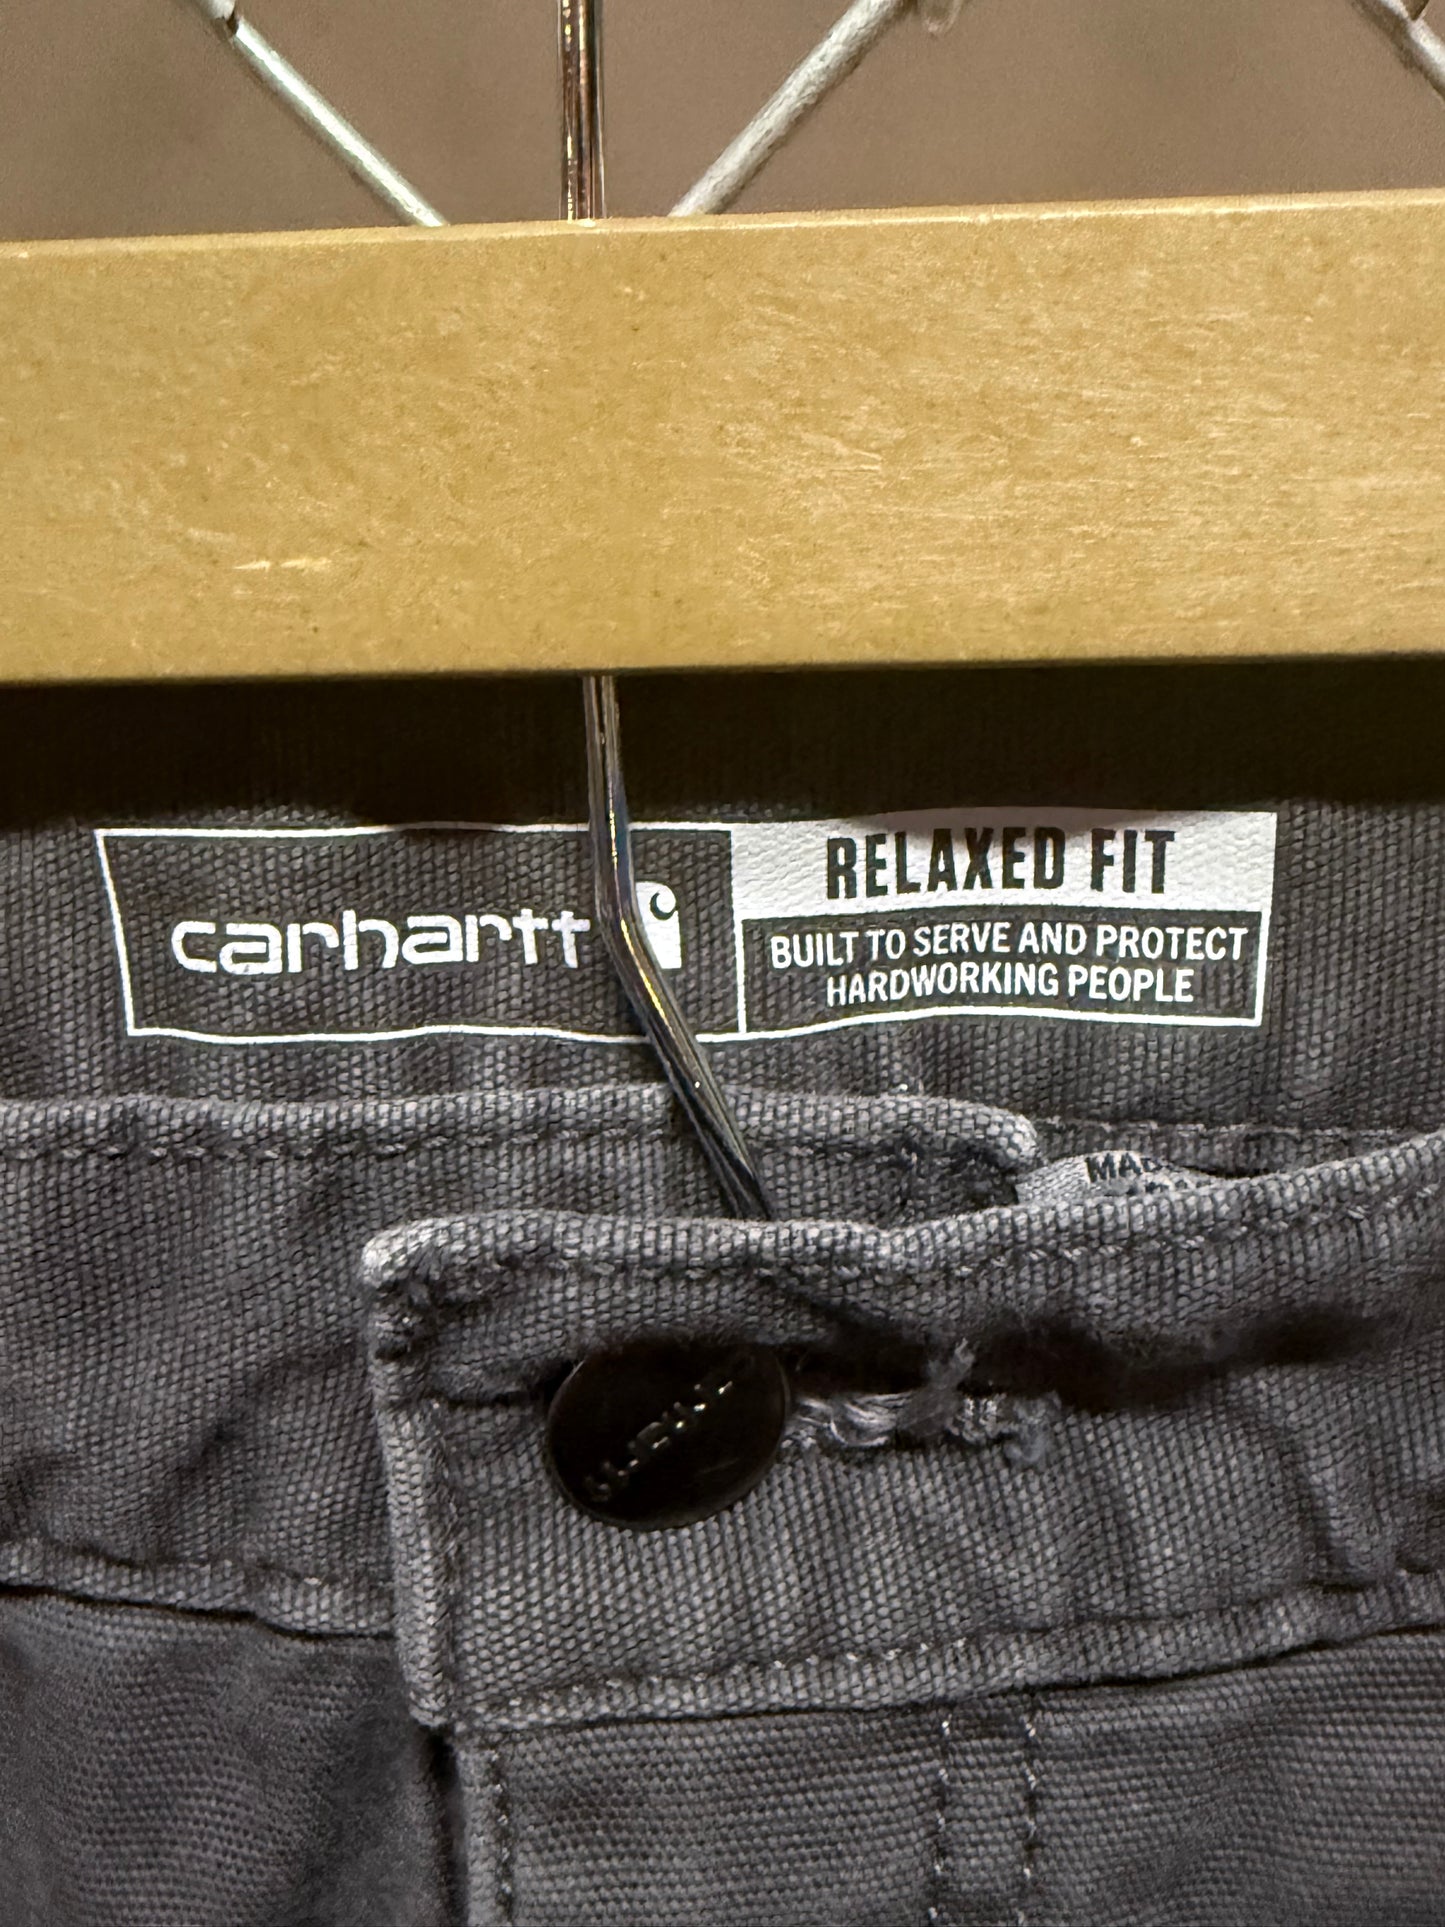 carhartt
RELAXED FIT
BUILT TO SERVE AND PROTECT
HARDWORKING PEOPLE